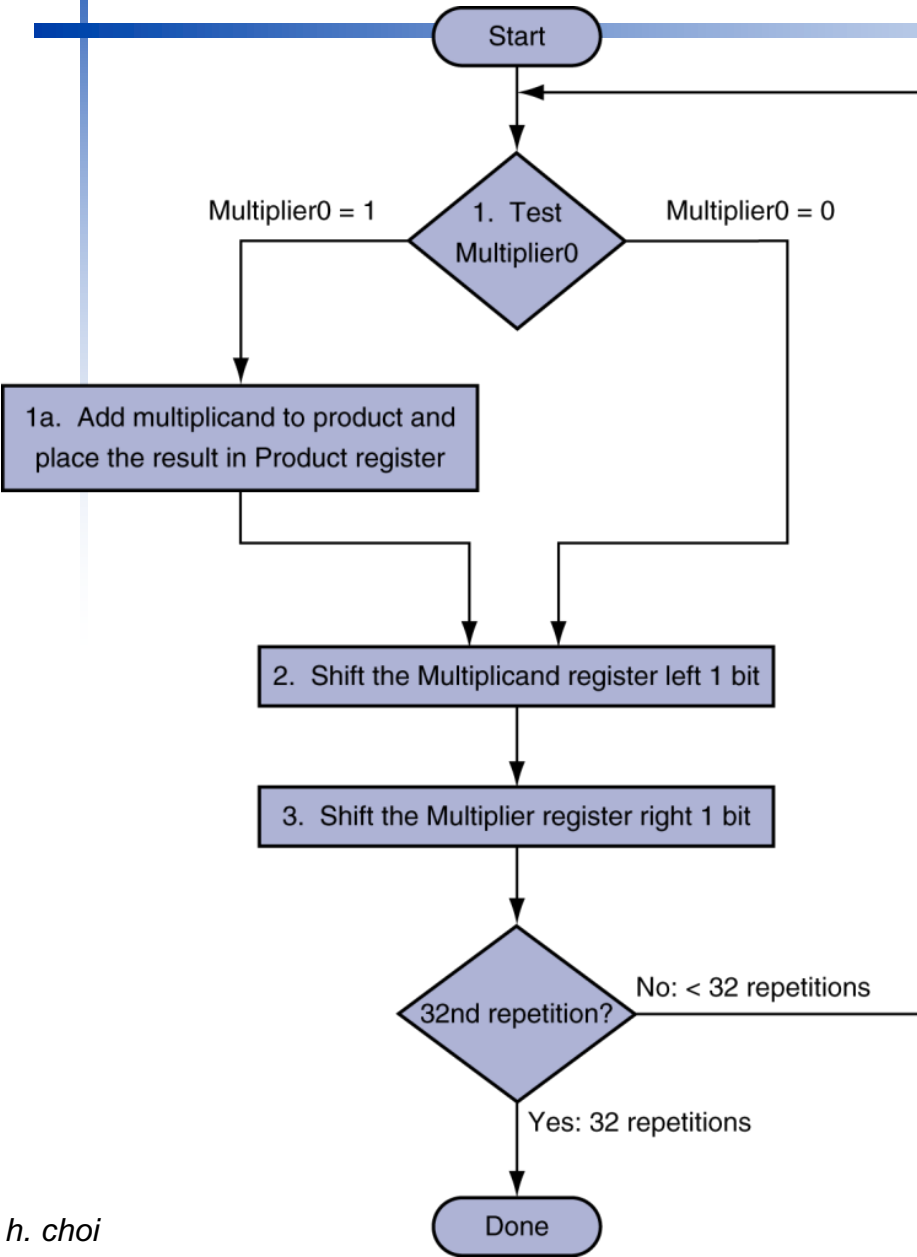 Start
Multiplier0 = 1
1. Test
Multiplier0
Multiplier0 = 0
1a. Add multiplicand to product and
place the result in Product register
2. Shift the Multiplicand register left 1 bit
3. Shift the Multiplier register right 1 bit
32nd repetition?
No: < 32 repetitions
Yes: 32 repetitions
Done
h. choi